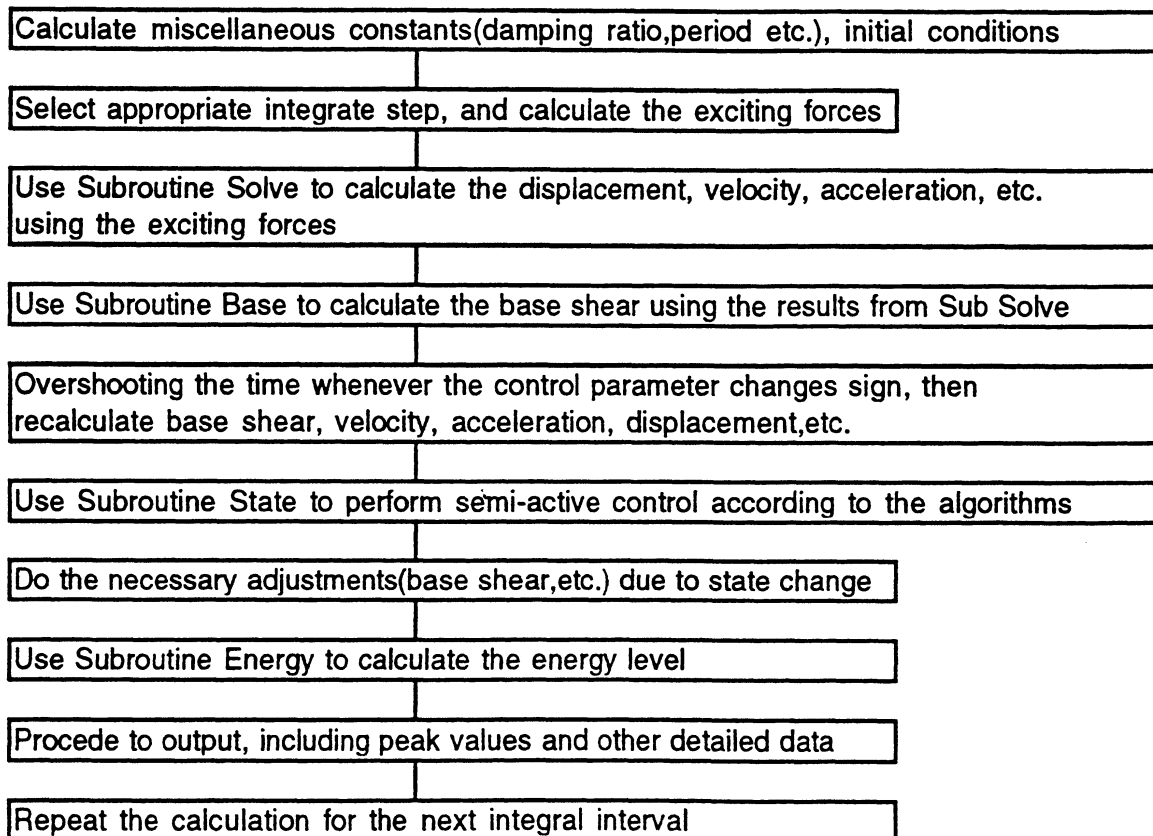 Calculate miscellaneous constants(damping ratio,period etc.), initial conditions
Select appropriate integrate step, and calculate the exciting forces
Use Subroutine Solve to calculate the displacement, velocity, acceleration, etc.
using the exciting forces
Use Subroutine Base to calculate the base shear using the results from Sub Solve
Overshooting the time whenever the control parameter changes sign, then
recalculate base shear, velocity, acceleration, displacement,etc.
Use Subroutine State to perform semi-active control according to the algorithms
Do the necessary adjustments(base shear,etc.) due to state change
Use Subroutine Energy to calculate the energy level
Procede to output, including peak values and other detailed data
Repeat the calculation for the next integral interval